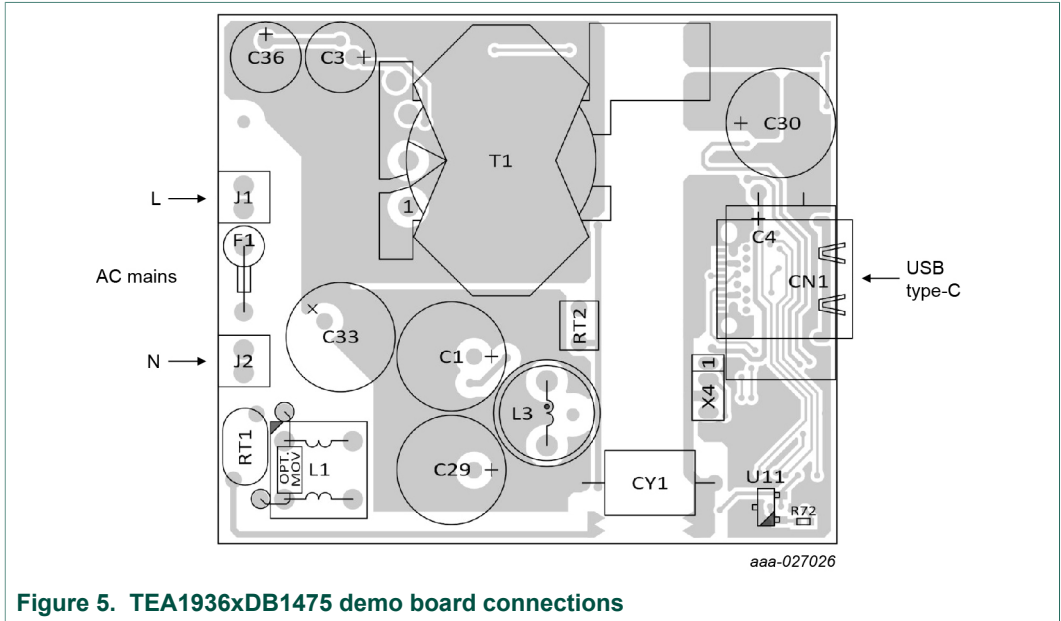 C36 + C3 +
T1
+ C30
L J1
1
F1
+
C4
AC mains
CN1
USB
type-C
× C33
RT2
N J2
C1 +
1
X4
L3
RT1
OPT.
MOV
L1
C29 +
CY1
U11
R72
aaa-027026
Figure 5. TEA1936xDB1475 demo board connections